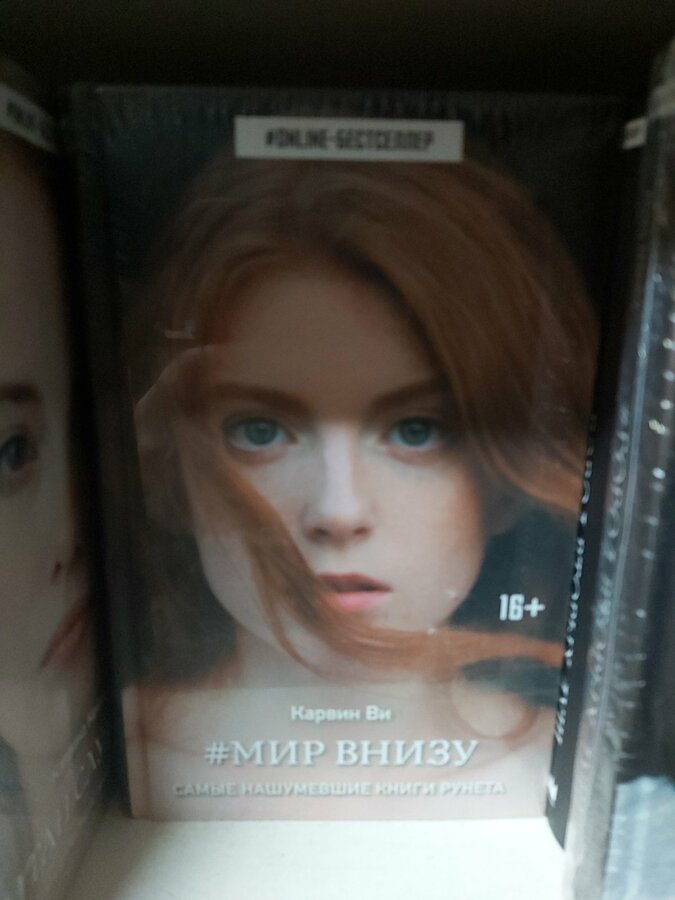 #ONLINE-БЕСТСЕЛЛЕР
16+
Карвин Ви
#МИР ВНИЗУ
САМЫЕ НАШУМЕВШИЕ КНИГИ РУНЕТА